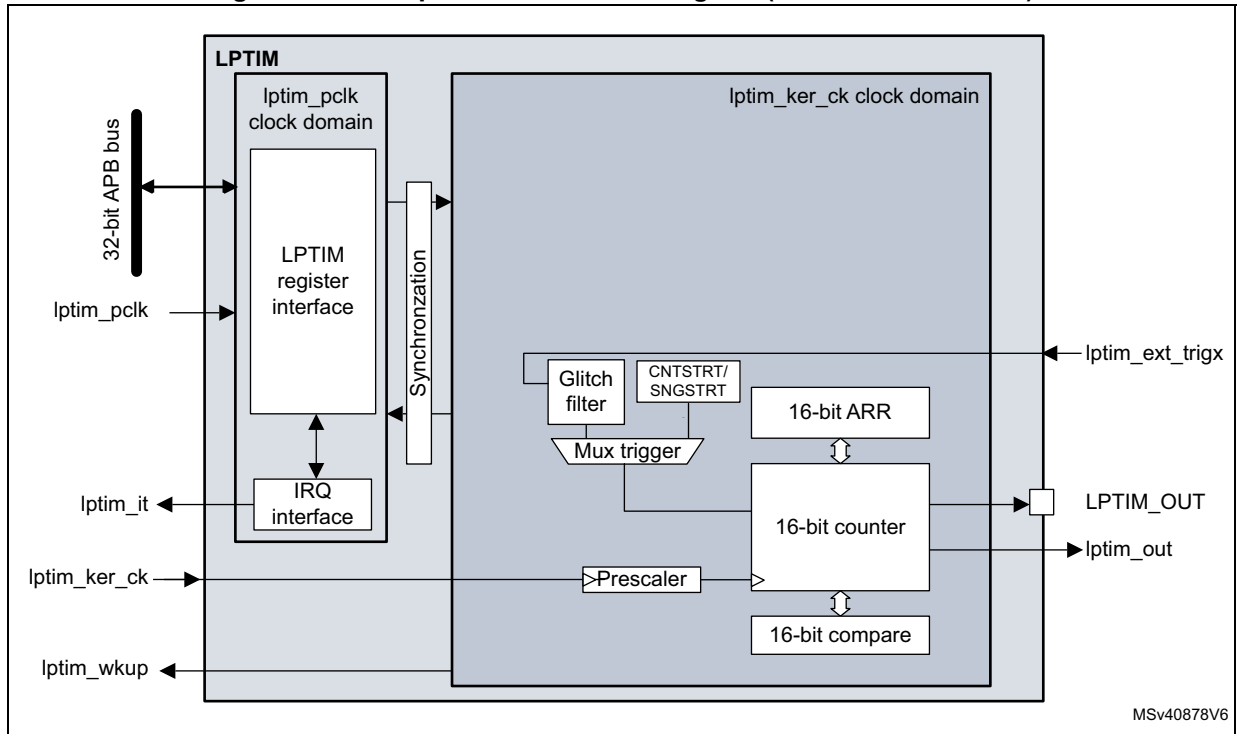 LPTIM
lptim_pclk
clock domain
lptim_ker_ck clock domain
32-bit APB bus
LPTIM
register
interface
Synchronzation
lptim_pclk
lptim_ext_trigx
Glitch
filter
CNTSTRT/
SNGSTRT
16-bit ARR
Mux trigger
IRQ
interface
lptim_it
16-bit counter
LPTIM_OUT
lptim_out
lptim_ker_ck
Prescaler
16-bit compare
lptim_wkup
MSv40878V6